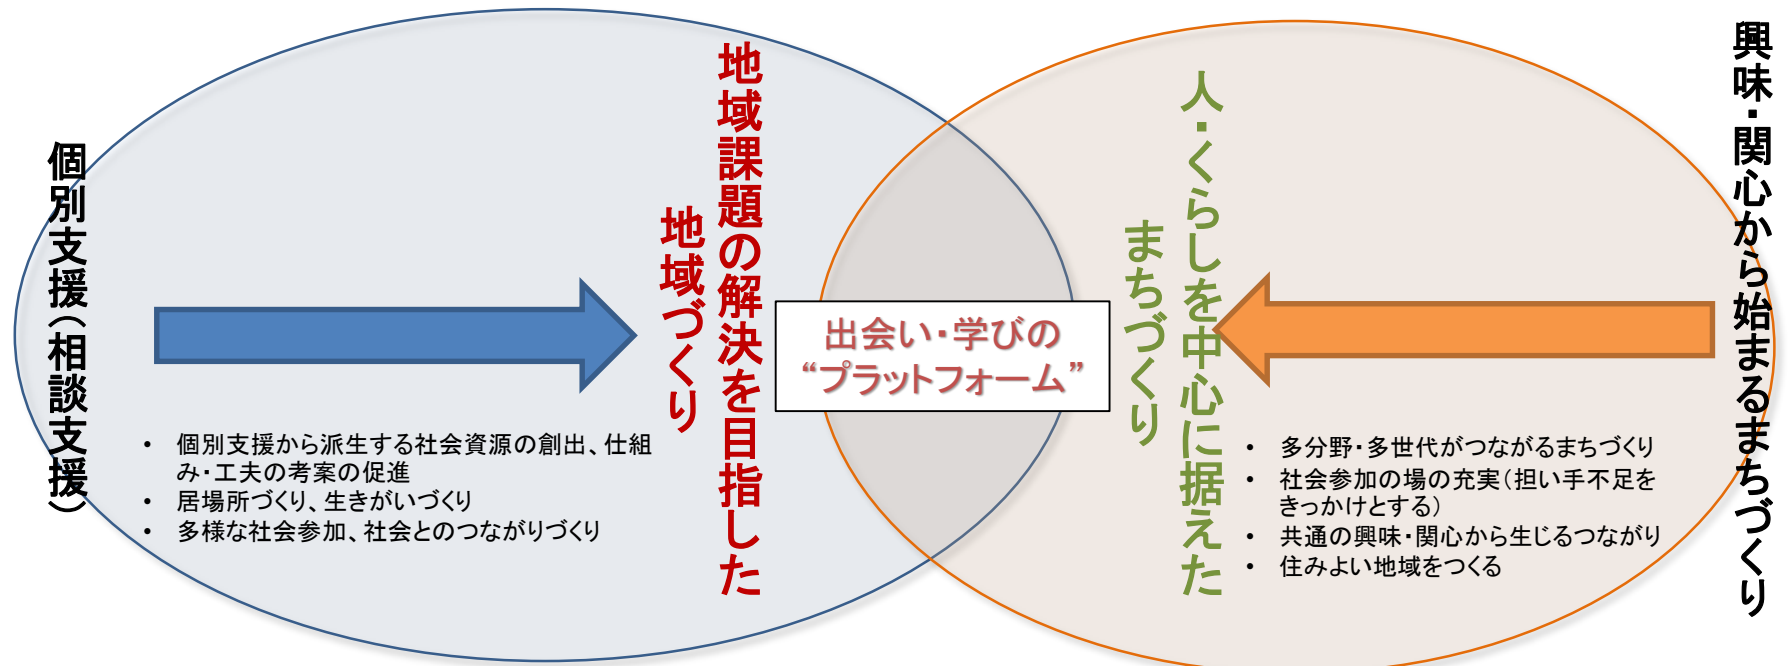 個別支援（相談支援）
• 個別支援から派生する社会資源の創出、仕組
み・工夫の考案の促進
• 居場所づくり、生きがいづくり
• 多様な社会参加、社会とのつながりづくり
地域課題の解決を目指した
地域づくり
出会い・学びの
“プラットフォーム”
人・くらしを中心に据えた
まちづくり
• 多分野・多世代がつながるまちづくり
• 社会参加の場の充実（担い手不足を
きっかけとする）
• 共通の興味・関心から生じるつながり
• 住みよい地域をつくる
興味・関心から始まるまちづくり